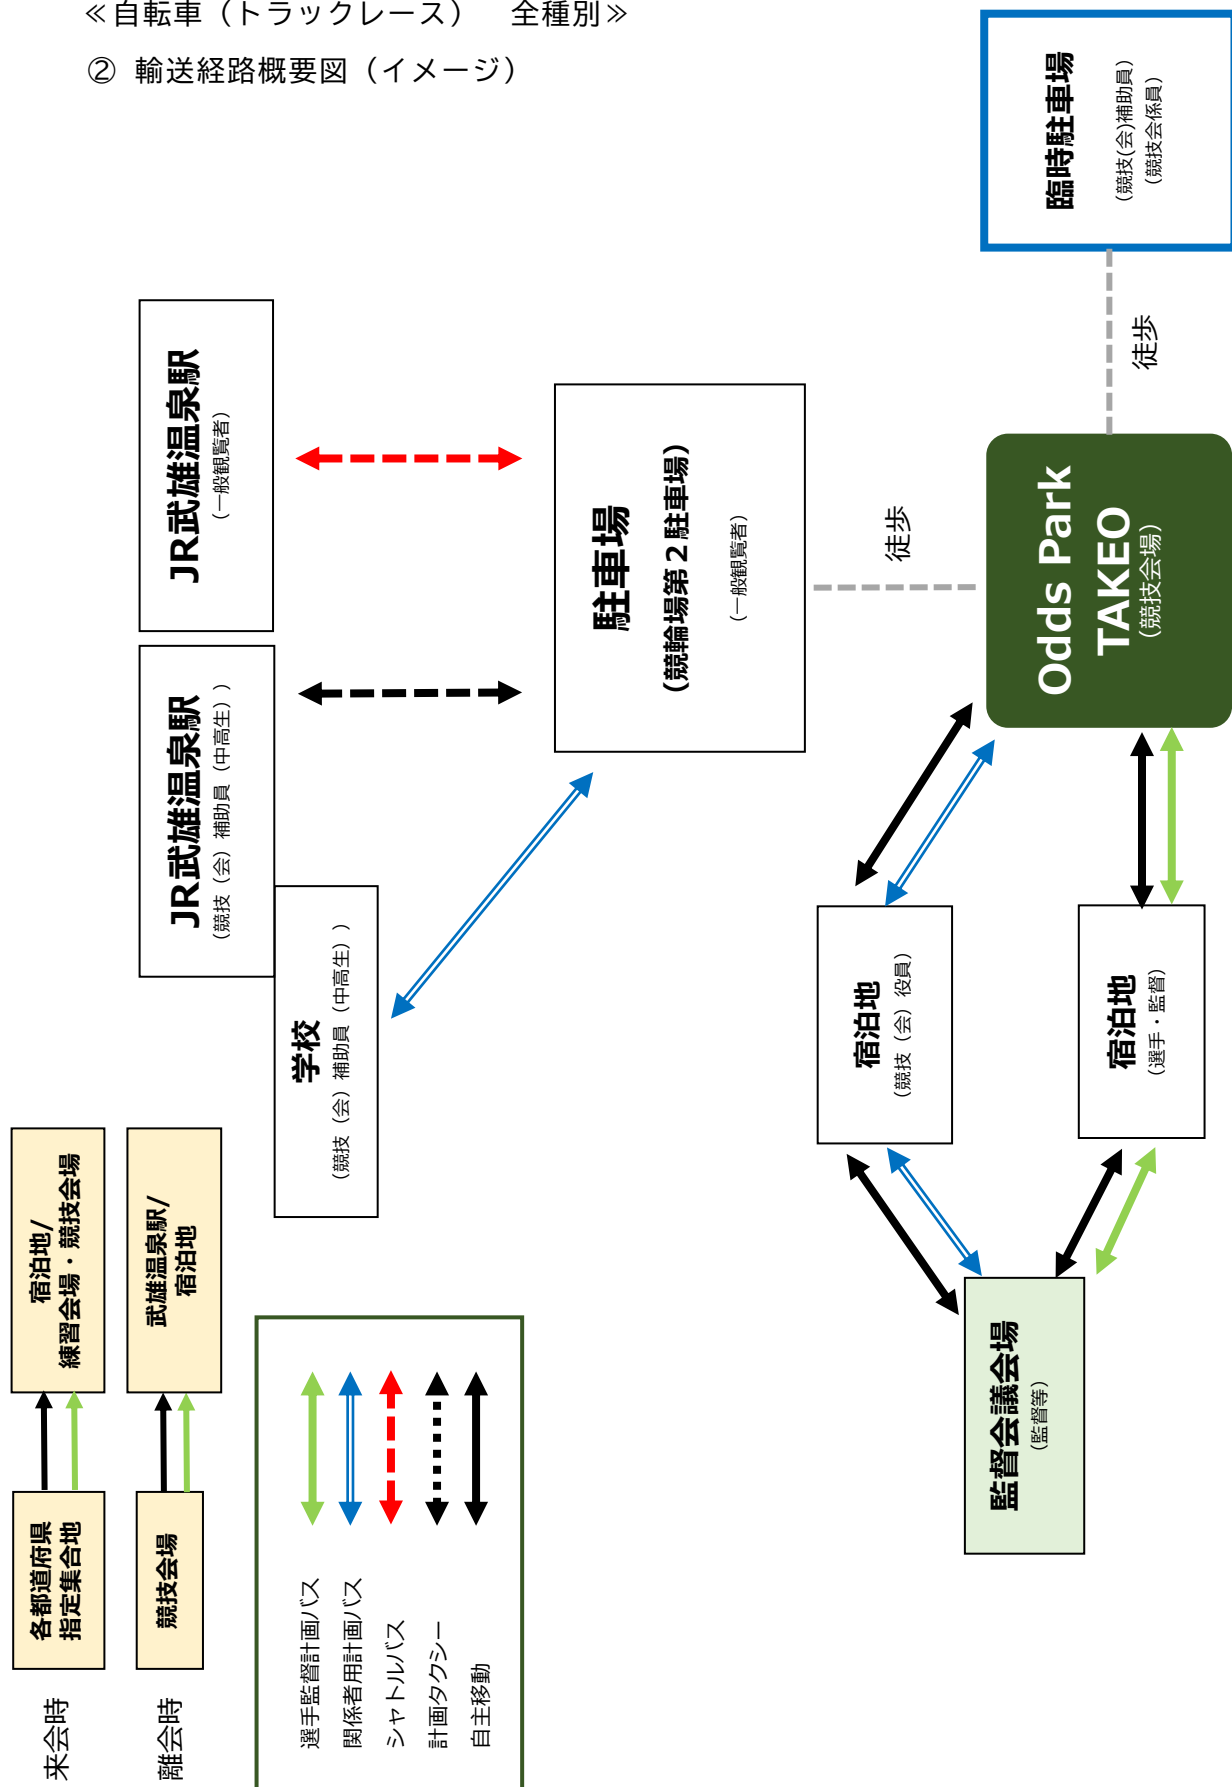 ≪自転車（トラックレース）　全種別≫
② 輸送経路概要図（イメージ）
来会時
各都道府県
指定集合地
宿泊地/
練習会場・競技会場
離会時
競技会場
武雄温泉駅/
宿泊地
選手監督計画バス
関係者用計画バス
シャトルバス
計画タクシー
自主移動
JR武雄温泉駅
（一般観覧者）
JR武雄温泉駅
（競技（会）補助員（中高生））
学校
（競技（会）補助員（中高生））
駐車場
（競輪場第２駐車場）
（一般観覧者）
徒歩
臨時駐車場
（競技(会)補助員）
（競技会係員）
徒歩
Odds Park
TAKEO
（競技会場）
宿泊地
（競技（会）役員）
宿泊地
（選手・監督）
監督会議会場
（監督等）